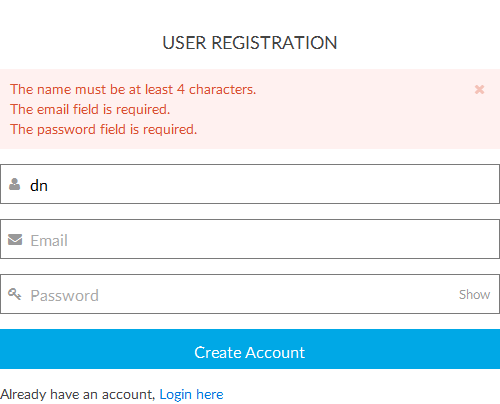 USER REGISTRATION
The name must be at least 4 characters.
The email field is required.
The password field is required.
dn
Email
Password Show
Create Account
Already have an account, Login here